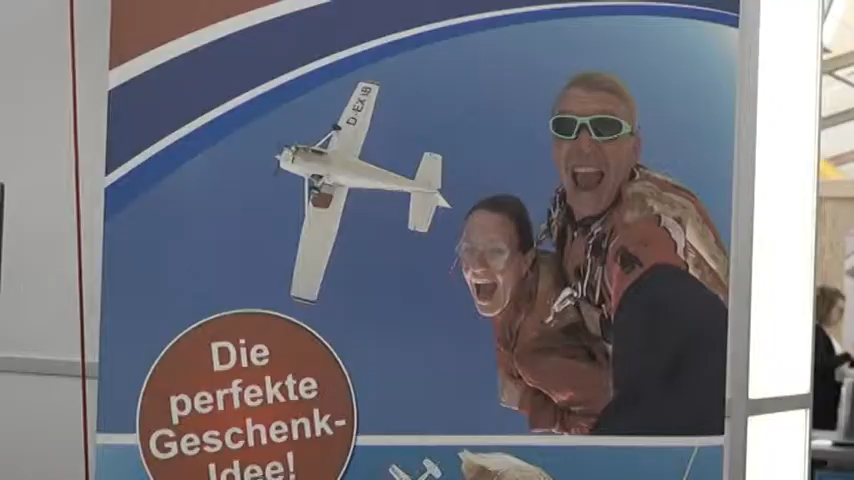 D-EXIB
Die
perfekte
Geschenk-
Idee!